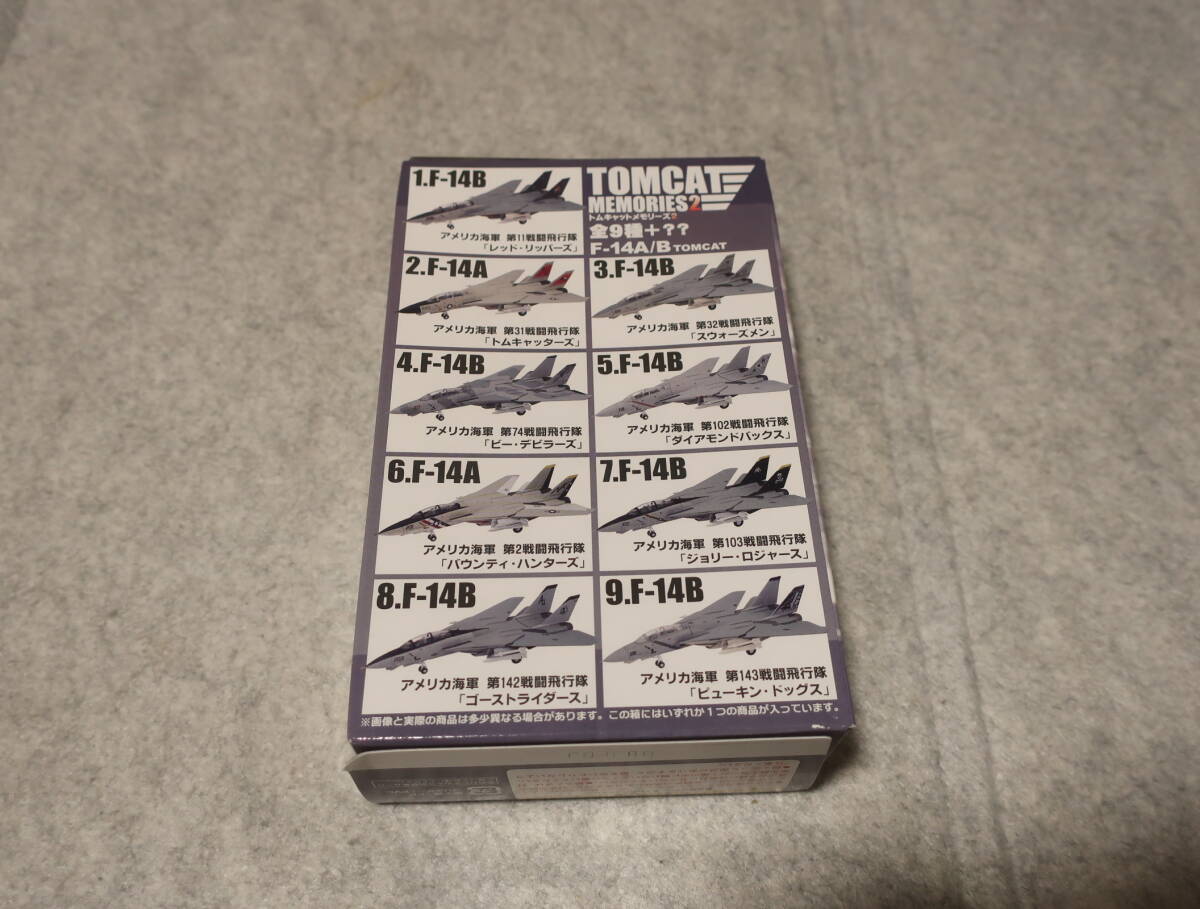 1.F-14B
アメリカ海軍 第11戦闘飛行隊
「レッド・リッパーズ」
TOMCAT
MEMORIES2
トムキャットメモリーズ2
全9種+??
F-14A/B TOMCAT
2.F-14A
アメリカ海軍 第31戦闘飛行隊
「トムキャッターズ」
3.F-14B
アメリカ海軍 第32戦闘飛行隊
「スウォーズメン」
4.F-14B
アメリカ海軍 第74戦闘飛行隊
「ビー・デビラーズ」
5.F-14B
アメリカ海軍 第102戦闘飛行隊
「ダイアモンドバックス」
6.F-14A
アメリカ海軍 第2戦闘飛行隊
「バウンティ・ハンターズ」
7.F-14B
アメリカ海軍 第103戦闘飛行隊
「ジョリー・ロジャース」
8.F-14B
アメリカ海軍 第142戦闘飛行隊
「ゴーストライダース」
9.F-14B
アメリカ海軍 第143戦闘飛行隊
「ピューキン・ドッグス」
※画像と実際の商品は多少異なる場合があります。この箱にはいずれか1つの商品が入っています。